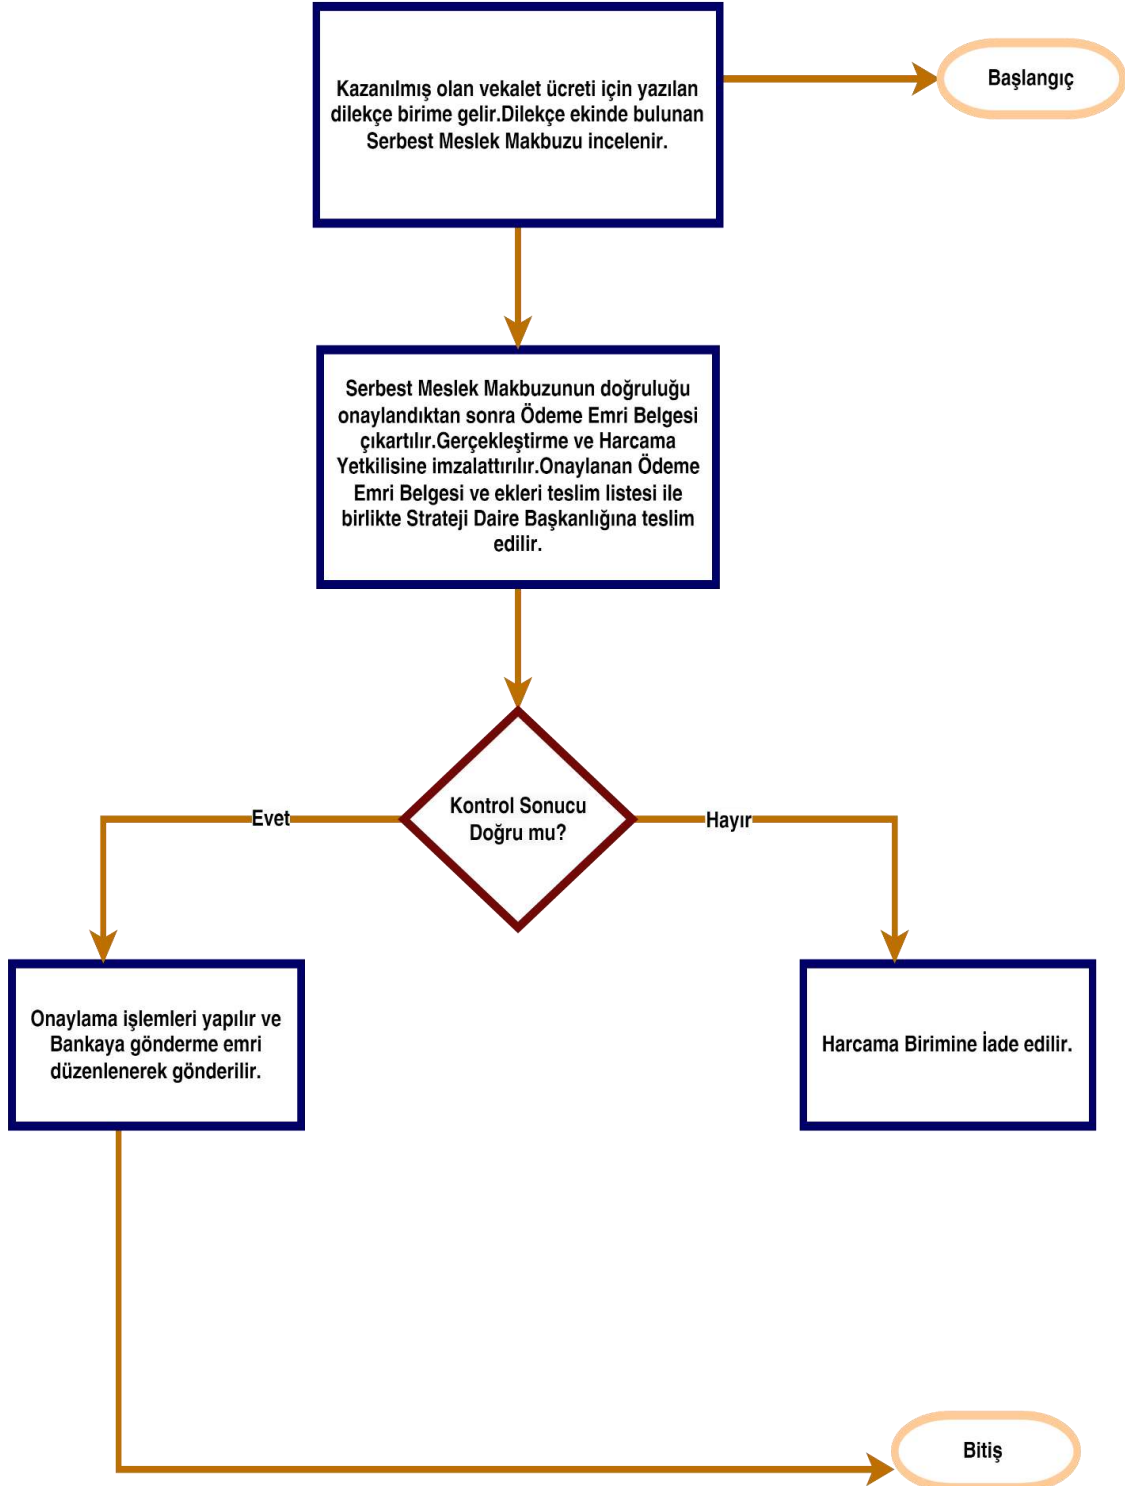 Kazanılmış olan vekalet ücreti için yazılan
dilekçe birime gelir.Dilekçe ekinde bulunan
Serbest Meslek Makbuzu incelenir.
Başlangıç
Serbest Meslek Makbuzunun doğruluğu
onaylandıktan sonra Ödeme Emri Belgesi
çıkartılır.Gerçekleştirme ve Harcama
Yetkilisine imzalattırılır.Onaylanan Ödeme
Emri Belgesi ve ekleri teslim listesi ile
birlikte Strateji Daire Başkanlığına teslim
edilir.
Kontrol Sonucu
Doğru mu?
Evet
Hayır
Onaylama işlemleri yapılır ve
Bankaya gönderme emri
düzenlenerek gönderilir.
Harcama Birimine İade edilir.
Bitiş